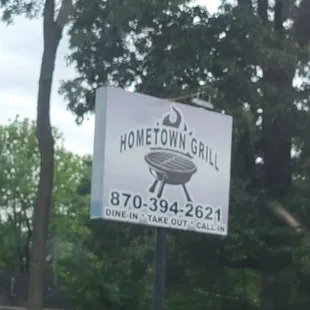 HOMETOWN GRILL
870-394-2621
DINE-IN * TAKE OUT * CALL-IN